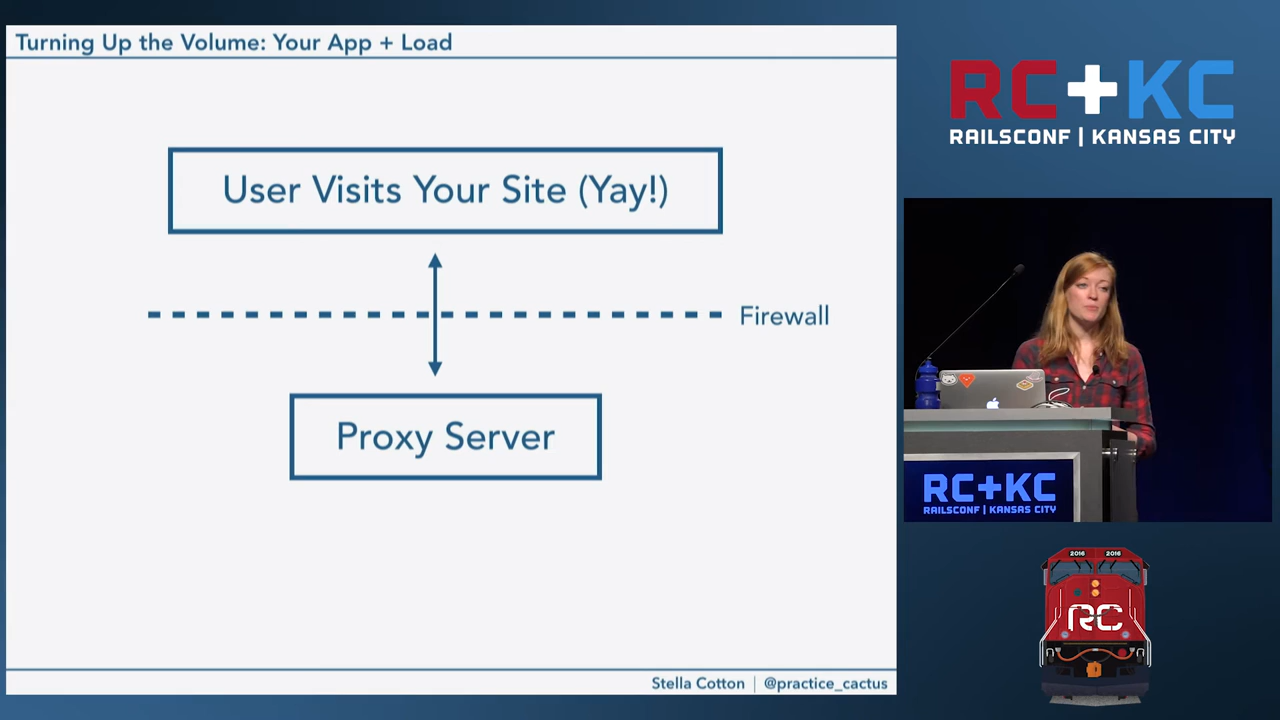 Turning Up the Volume: Your App + Load
User Visits Your Site (Yay!)
Firewall
Proxy Server
Stella Cotton | @practice_cactus
RC+KC
RAILSCONF | KANSAS CITY
RC+KC
RAILSCONF | KANSAS CITY
2016 2016
RC